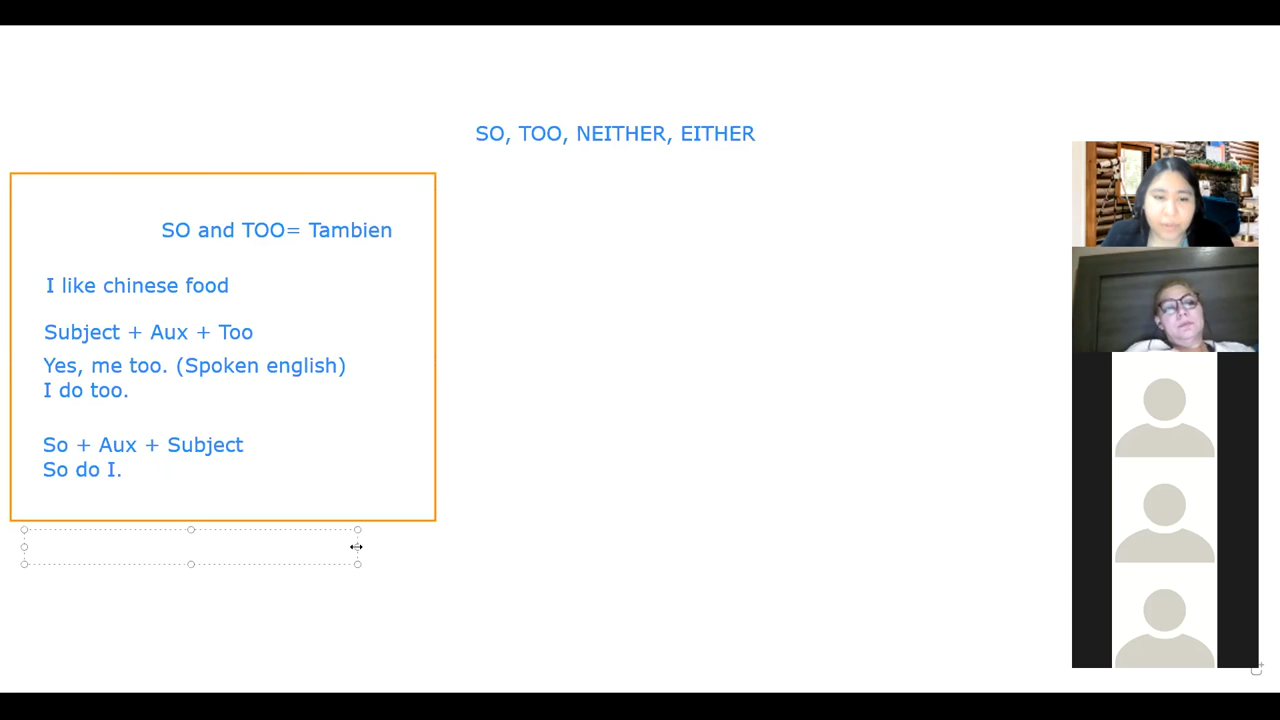 SO, TOO, NEITHER, EITHER
SO and TOO= Tambien
I like chinese food
Subject + Aux + Too
Yes, me too. (Spoken english)
I do too.
So + Aux + Subject
So do I.